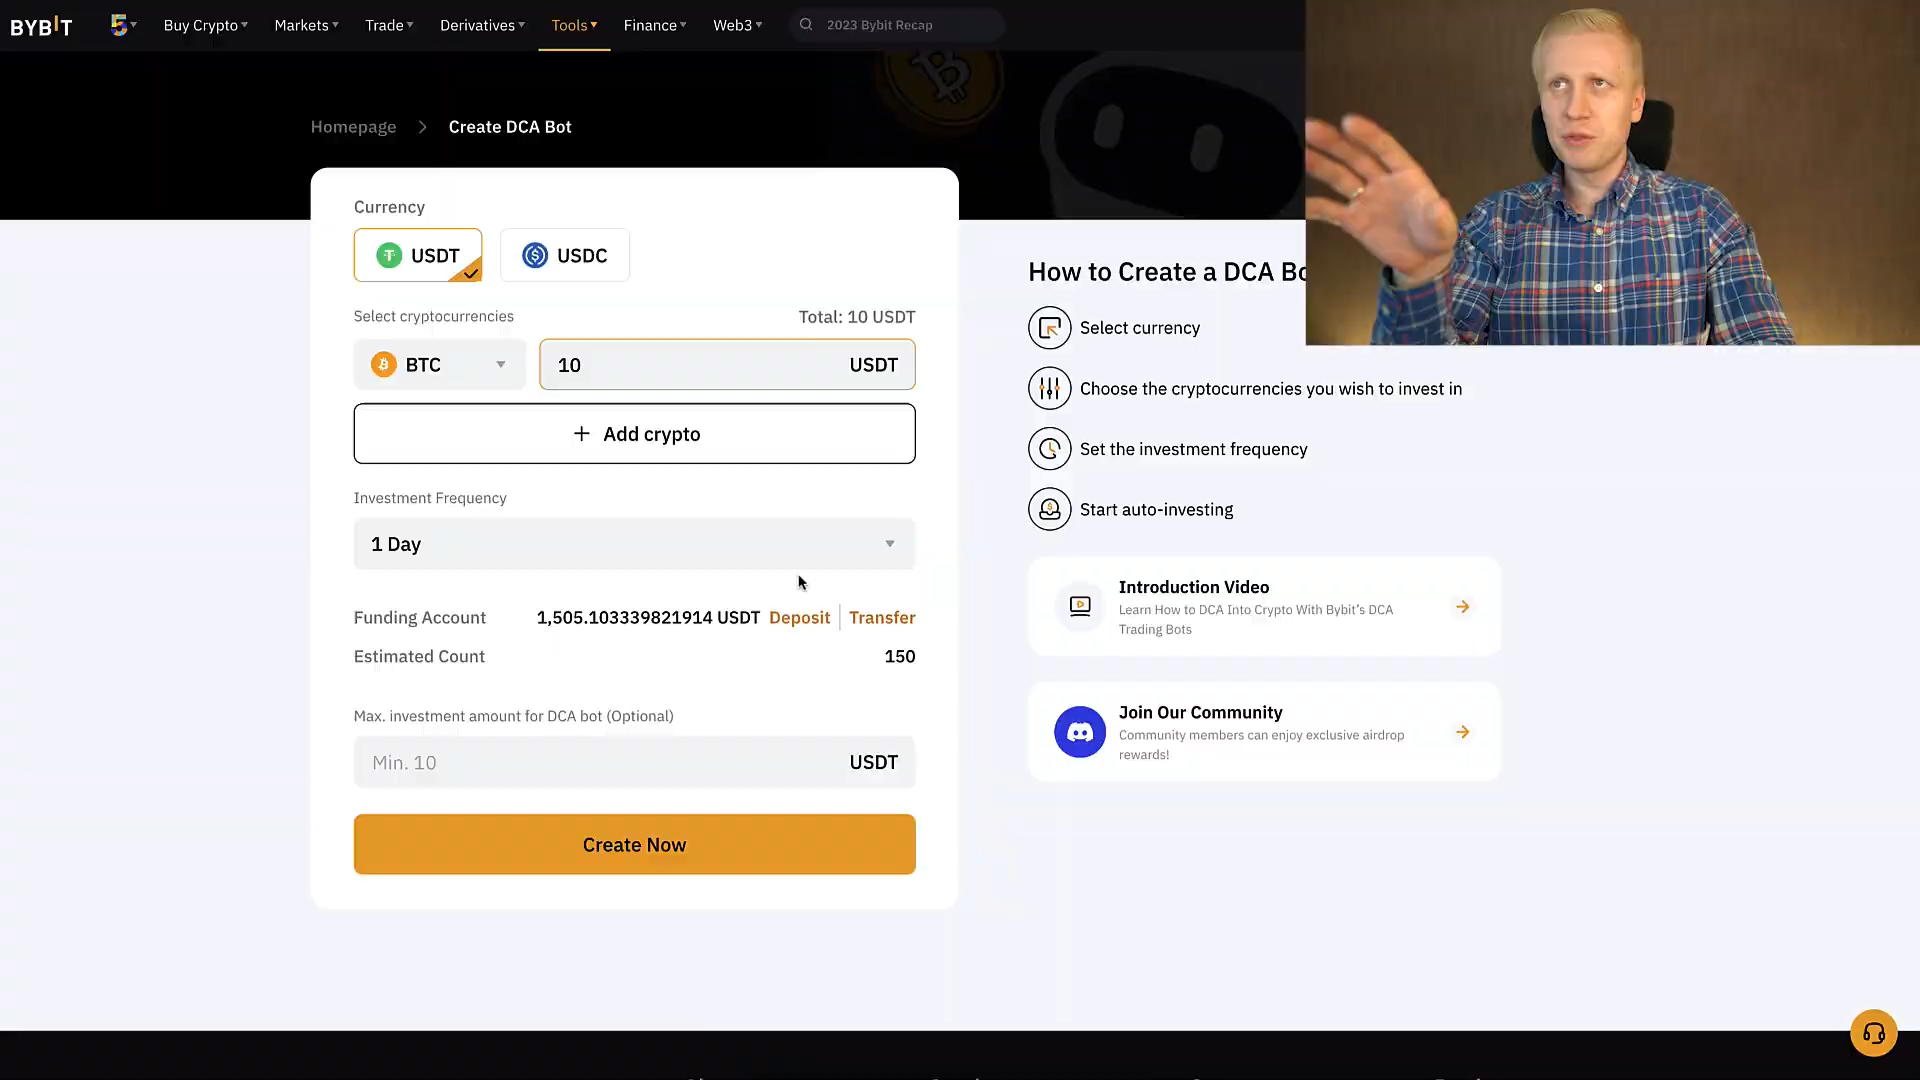 BYBIT
Buy Crypto
Markets
Trade
Derivatives
Tools
Finance
Web3
2023 Bybit Recap
Homepage
Create DCA Bot
Currency
USDT
USDC
Select cryptocurrencies
Total: 10 USDT
BTC
10
USDT
+ Add crypto
Investment Frequency
1 Day
Funding Account
1,505.103339821914 USDT
Deposit
Transfer
Estimated Count
150
Max. investment amount for DCA bot (Optional)
Min. 10
USDT
Create Now
How to Create a DCA
Select currency
Choose the cryptocurrencies you wish to invest in
Set the investment frequency
Start auto-investing
Introduction Video
Learn How to DCA Into Crypto With Bybit's DCA
Trading Bots
Join Our Community
Community members can enjoy exclusive airdrop
rewards!